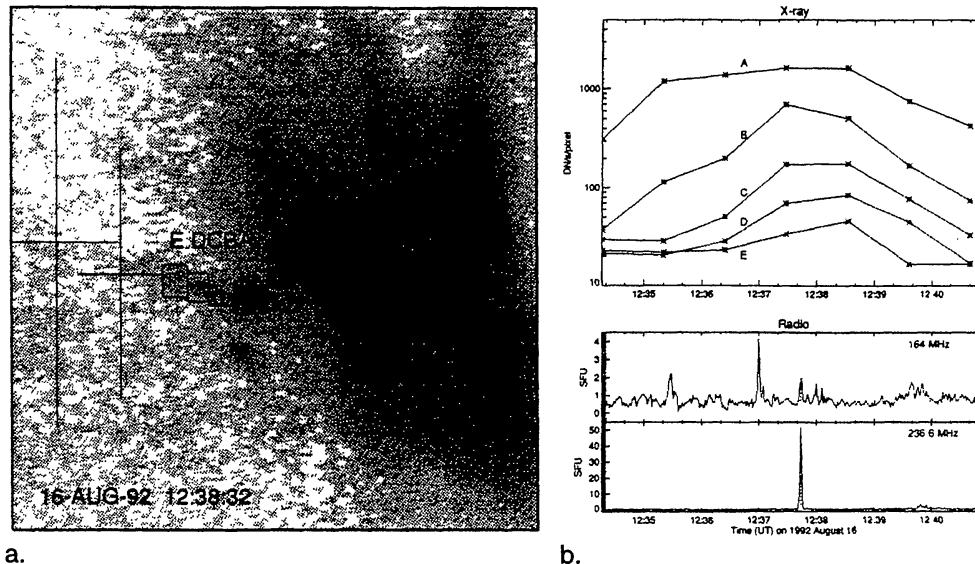 E DCBA
16-AUG-92 12:38:32
a.
X-ray
DN/s/pixel
1000
100
10
A
B
C
D
E
12:35 12:36 12:37 12:38 12:39 12 40
Radio
164 MHz
SFU
4
3
2
1
0
236 6 MHz
SFU
50
40
30
20
10
0
12:35 12:36 12:37 12:38 12:39 12 40
Time (UT) on 1992 August 16
b.